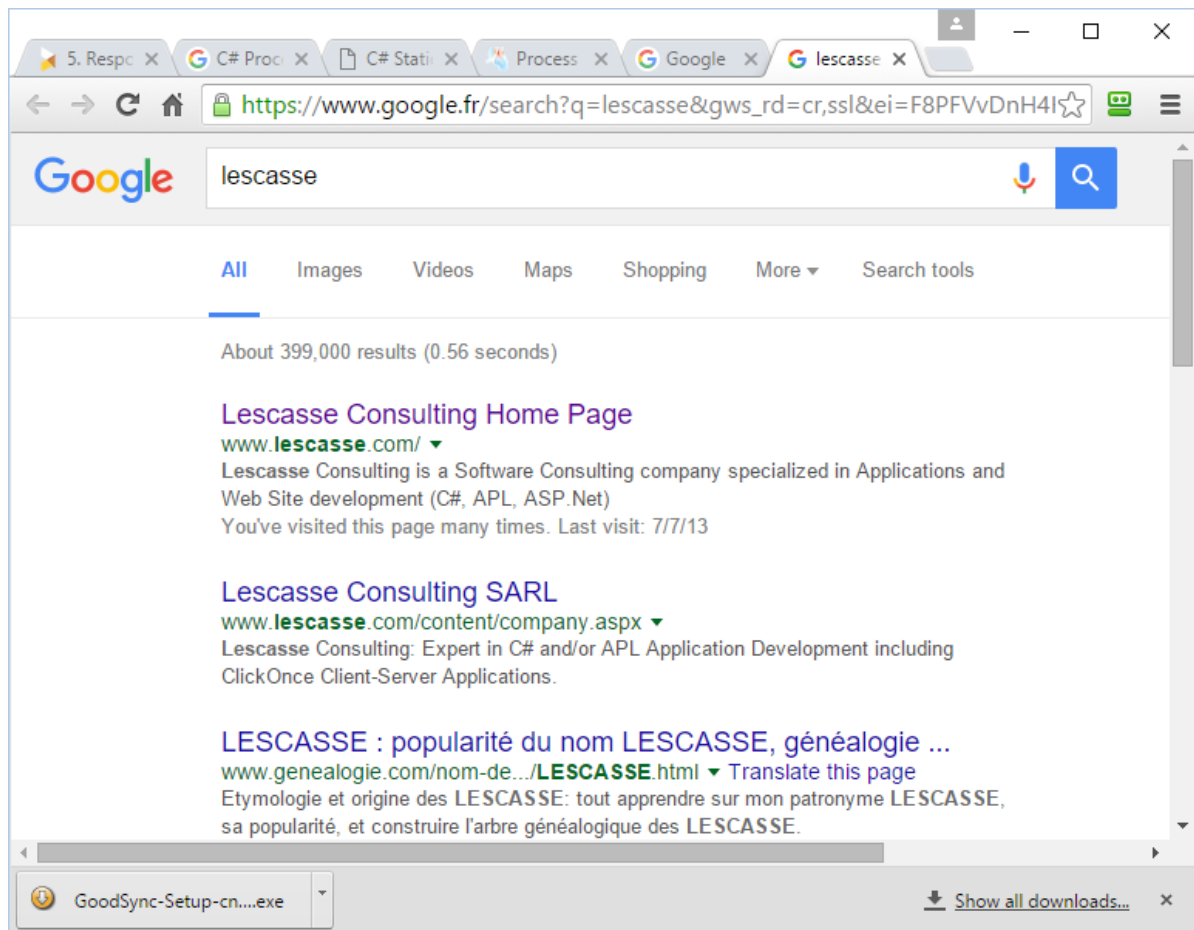 5. Respo
C# Proc
C# Stati
Process
Google
lescasse
https://www.google.fr/search?q=lescasse&gws_rd=cr,ssl&ei=F8PFVvDnH4I
Google
lescasse
All Images Videos Maps Shopping More Search tools
About 399,000 results (0.56 seconds)
Lescasse Consulting Home Page
www.lescasse.com/
Lescasse Consulting is a Software Consulting company specialized in Applications and
Web Site development (C#, APL, ASP.Net)
You've visited this page many times. Last visit: 7/7/13
Lescasse Consulting SARL
www.lescasse.com/content/company.aspx
Lescasse Consulting: Expert in C# and/or APL Application Development including
ClickOnce Client-Server Applications.
LESCASSE : popularité du nom LESCASSE, généalogie ...
www.genealogie.com/nom-de.../LESCASSE.html Translate this page
Etymologie et origine des LESCASSE: tout apprendre sur mon patronyme LESCASSE,
sa popularité, et construire l'arbre généalogique des LESCASSE.
GoodSync-Setup-cn....exe
Show all downloads...